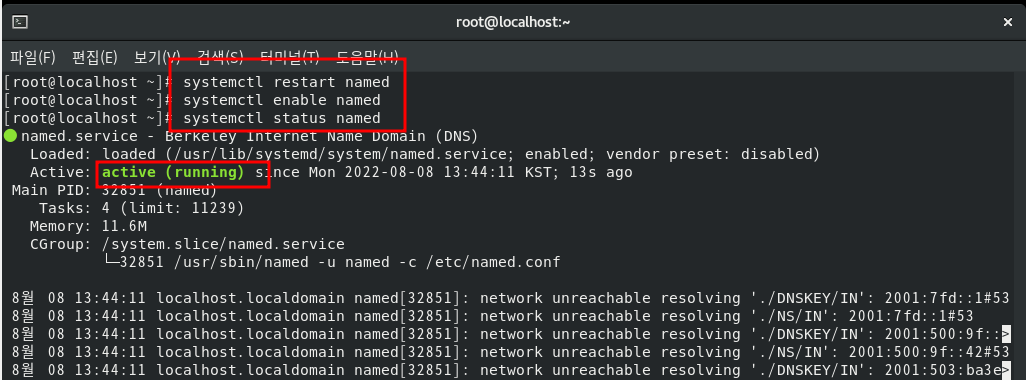 root@localhost:~
파일(F) 편집(E) 보기(V) 검색(S) 터미널(T) 도움말(H)
[root@localhost ~]# systemctl restart named
[root@localhost ~]# systemctl enable named
[root@localhost ~]# systemctl status named
● named.service - Berkeley Internet Name Domain (DNS)
Loaded: loaded (/usr/lib/systemd/system/named.service; enabled; vendor preset: disabled)
Active: active (running) since Mon 2022-08-08 13:44:11 KST; 13s ago
Main PID: 32851 (named)
Tasks: 4 (limit: 11239)
Memory: 11.6M
CGroup: /system.slice/named.service
└─32851 /usr/sbin/named -u named -c /etc/named.conf
8월 08 13:44:11 localhost.localdomain named[32851]: network unreachable resolving './DNSKEY/IN': 2001:7fd::1#53
8월 08 13:44:11 localhost.localdomain named[32851]: network unreachable resolving './NS/IN': 2001:7fd::1#53
8월 08 13:44:11 localhost.localdomain named[32851]: network unreachable resolving './DNSKEY/IN': 2001:500:9f::>
8월 08 13:44:11 localhost.localdomain named[32851]: network unreachable resolving './NS/IN': 2001:500:9f::42#53
8월 08 13:44:11 localhost.localdomain named[32851]: network unreachable resolving './DNSKEY/IN': 2001:503:ba3e>